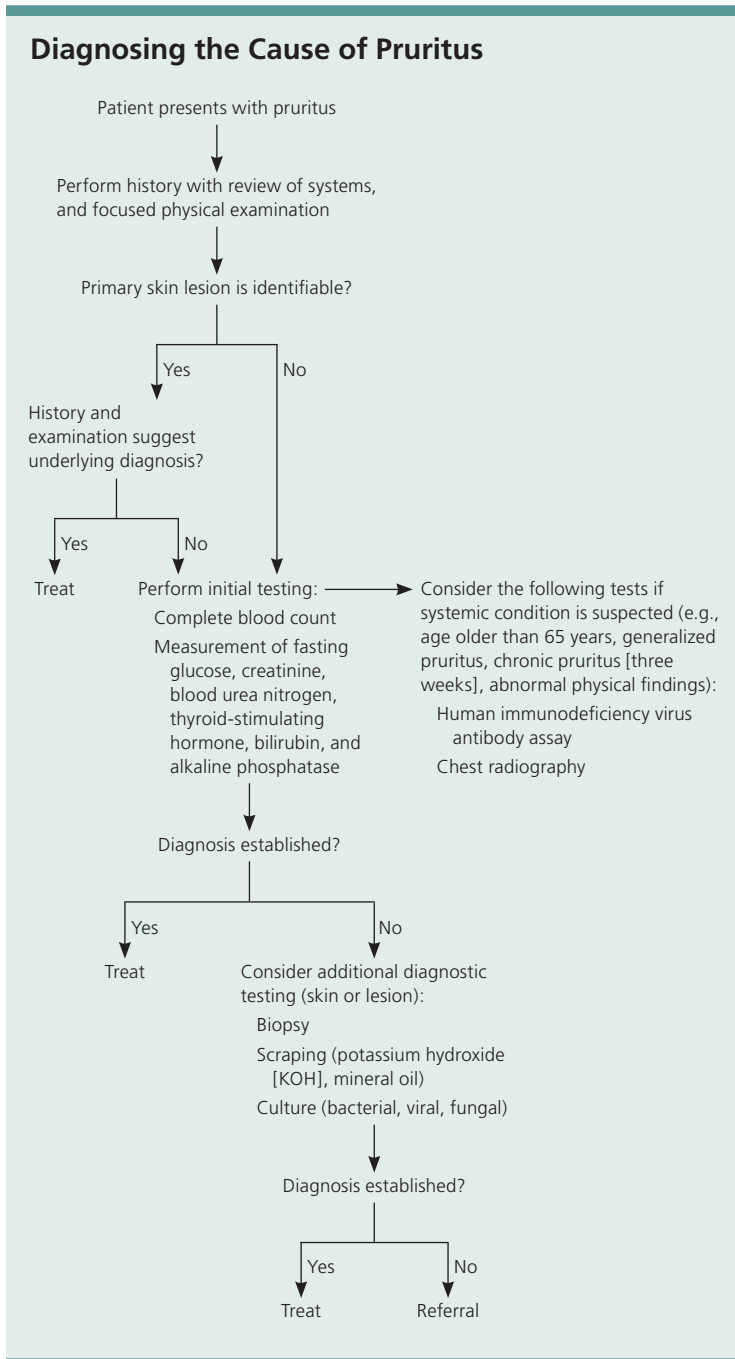 Diagnosing the Cause of Pruritus
Patient presents with pruritus
Perform history with review of systems,
and focused physical examination
Primary skin lesion is identifiable?
Yes
No
History and
examination suggest
underlying diagnosis?
Yes
No
Treat
Perform initial testing:
Complete blood count
Measurement of fasting
glucose, creatinine,
blood urea nitrogen,
thyroid-stimulating
hormone, bilirubin, and
alkaline phosphatase
Consider the following tests if
systemic condition is suspected (e.g.,
age older than 65 years, generalized
pruritus, chronic pruritus [three
weeks], abnormal physical findings):
Human immunodeficiency virus
antibody assay
Chest radiography
Diagnosis established?
Yes
No
Treat
Consider additional diagnostic
testing (skin or lesion):
Biopsy
Scraping (potassium hydroxide
[KOH], mineral oil)
Culture (bacterial, viral, fungal)
Diagnosis established?
Yes
No
Treat
Referral